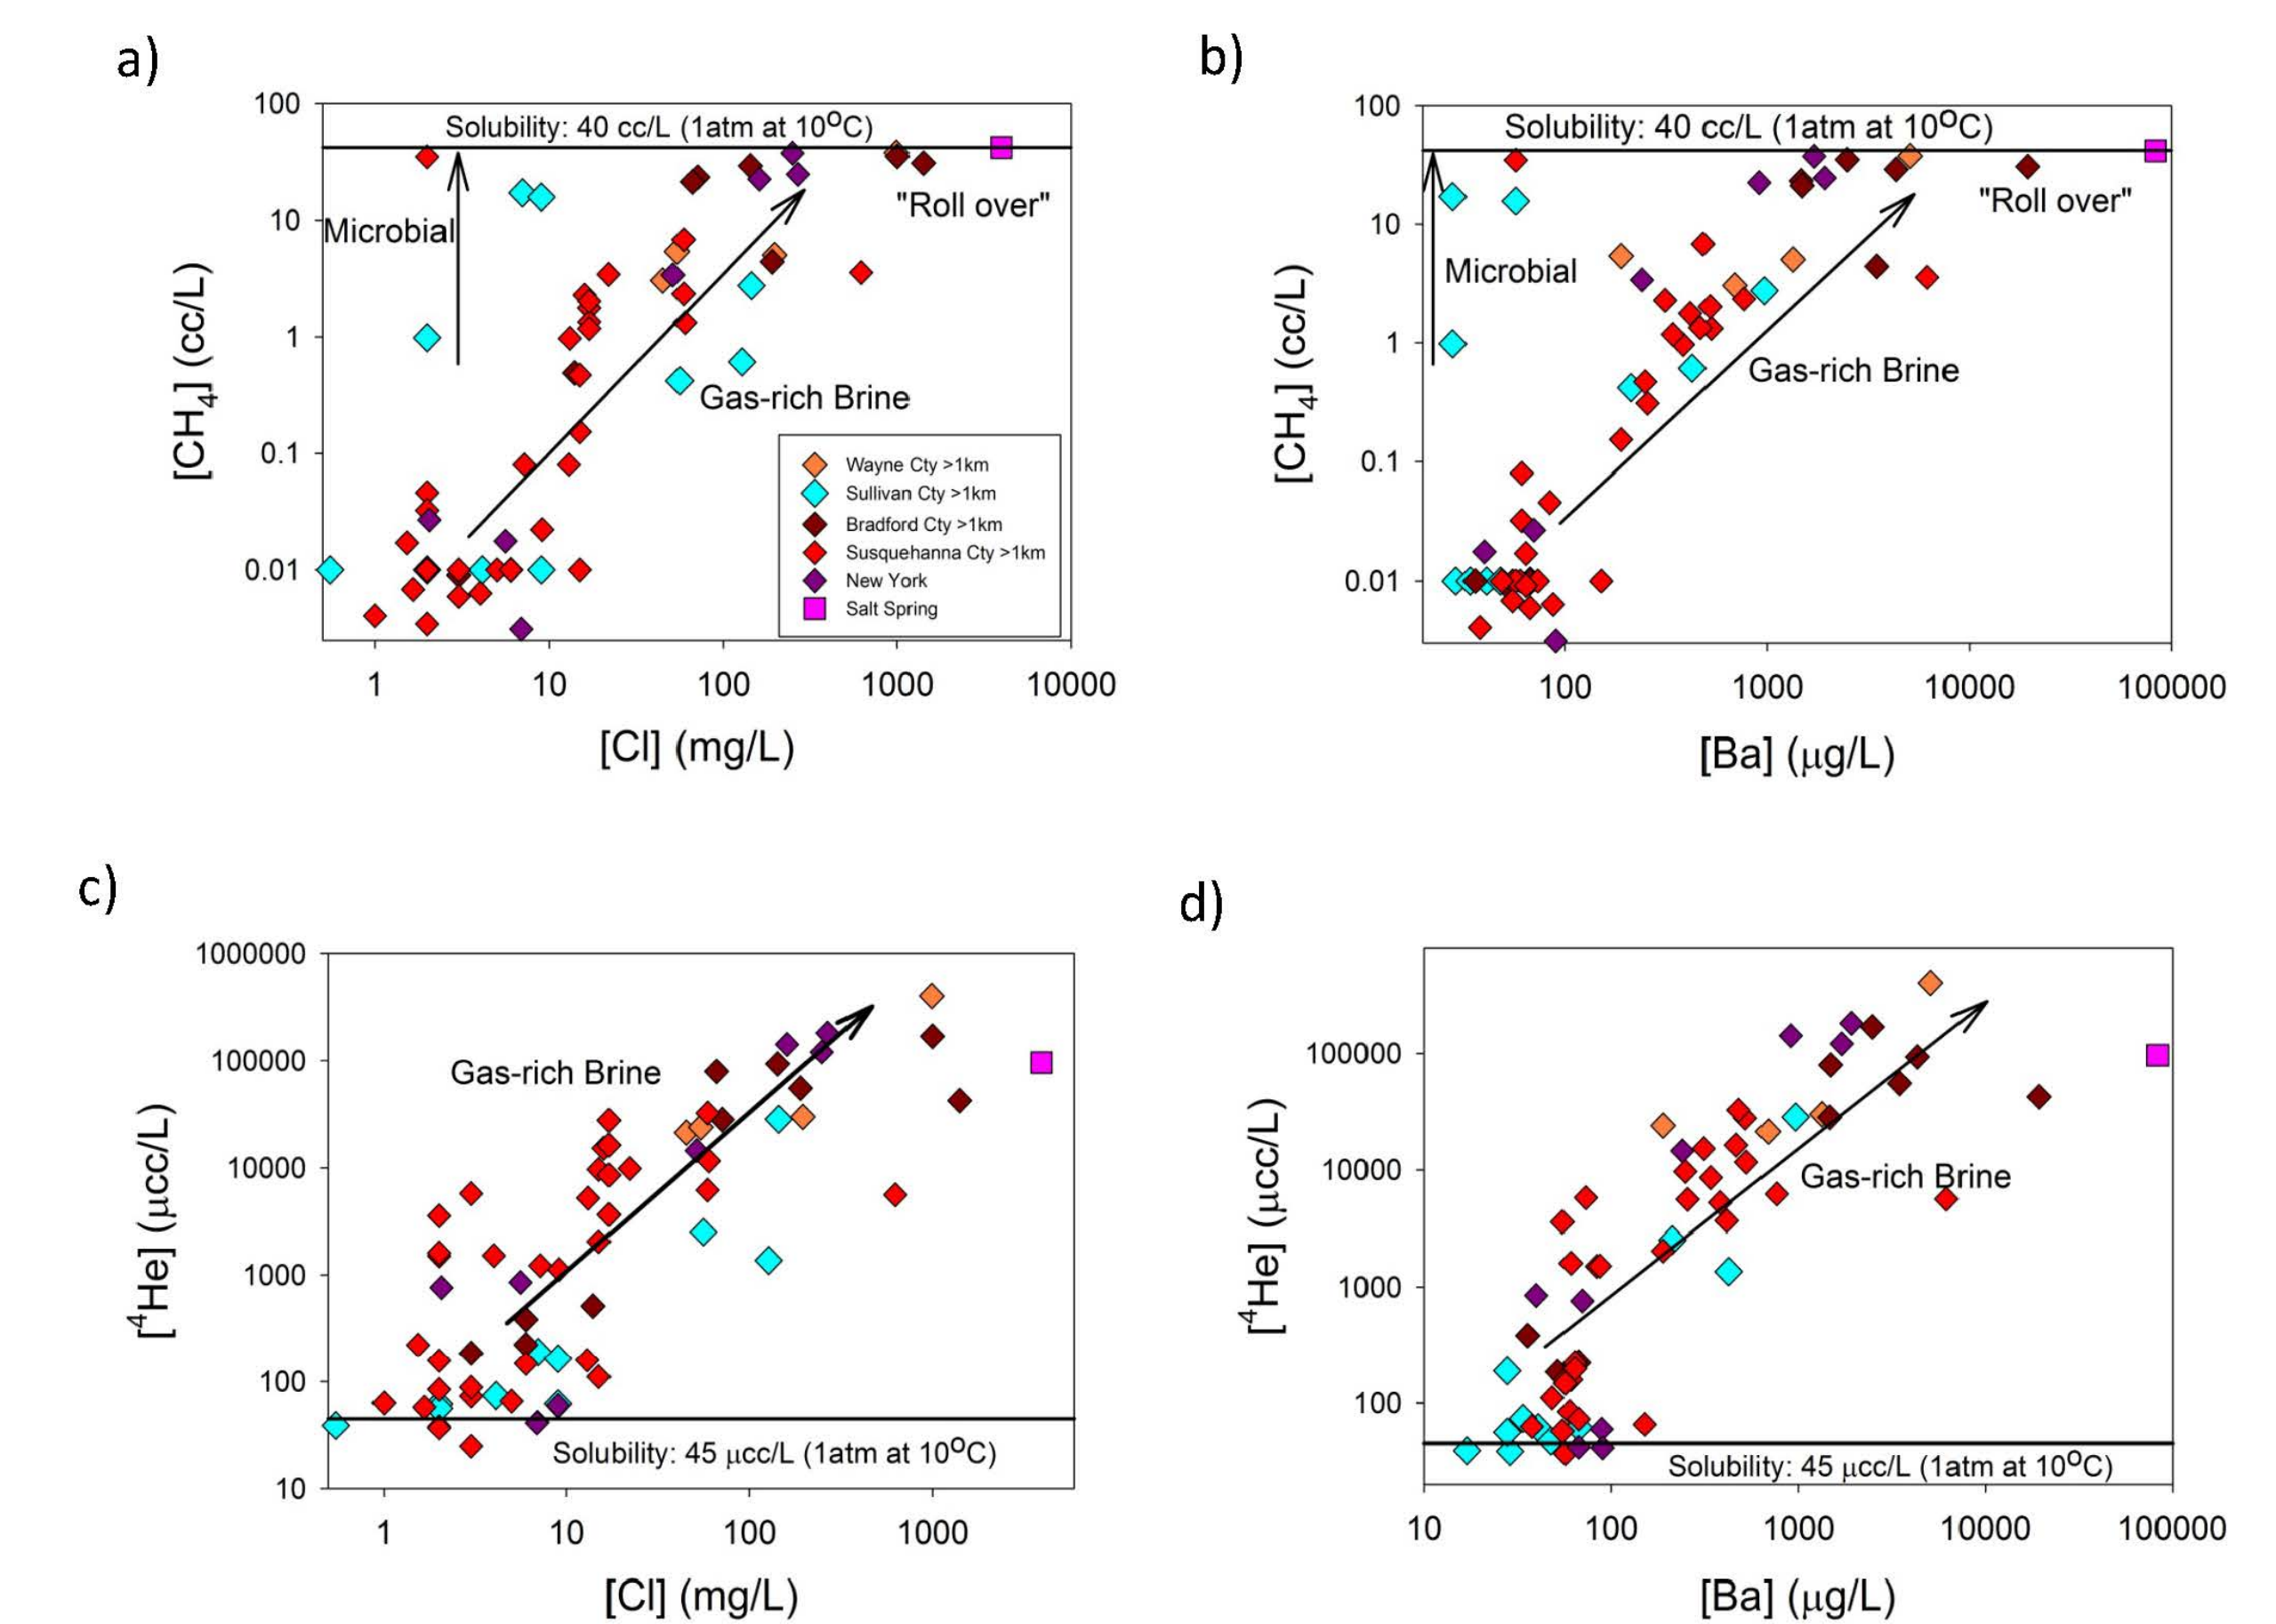 a)
100
10
1
0.1
0.01
[CH4] (cc/L)
Solubility: 40 cc/L (1atm at 10OC)
Microbial
"Roll over"
Gas-rich Brine
Wayne Cty >1km
Sullivan Cty >1km
Bradford Cty >1km
Susquehanna Cty >1km
New York
Salt Spring
1 10 100 1000 10000
[Cl] (mg/L)
b)
100
10
1
0.1
0.01
[CH4] (cc/L)
Solubility: 40 cc/L (1atm at 10OC)
"Roll over"
Microbial
Gas-rich Brine
100 1000 10000 100000
[Ba] (μg/L)
c)
1000000
100000
10000
1000
100
10
[4He] (μcc/L)
Gas-rich Brine
Solubility: 45 μcc/L (1atm at 10OC)
1 10 100 1000
[Cl] (mg/L)
d)
100000
10000
1000
100
[4He] (μcc/L)
Gas-rich Brine
Solubility: 45 μcc/L (1atm at 10OC)
10 100 1000 10000 100000
[Ba] (μg/L)